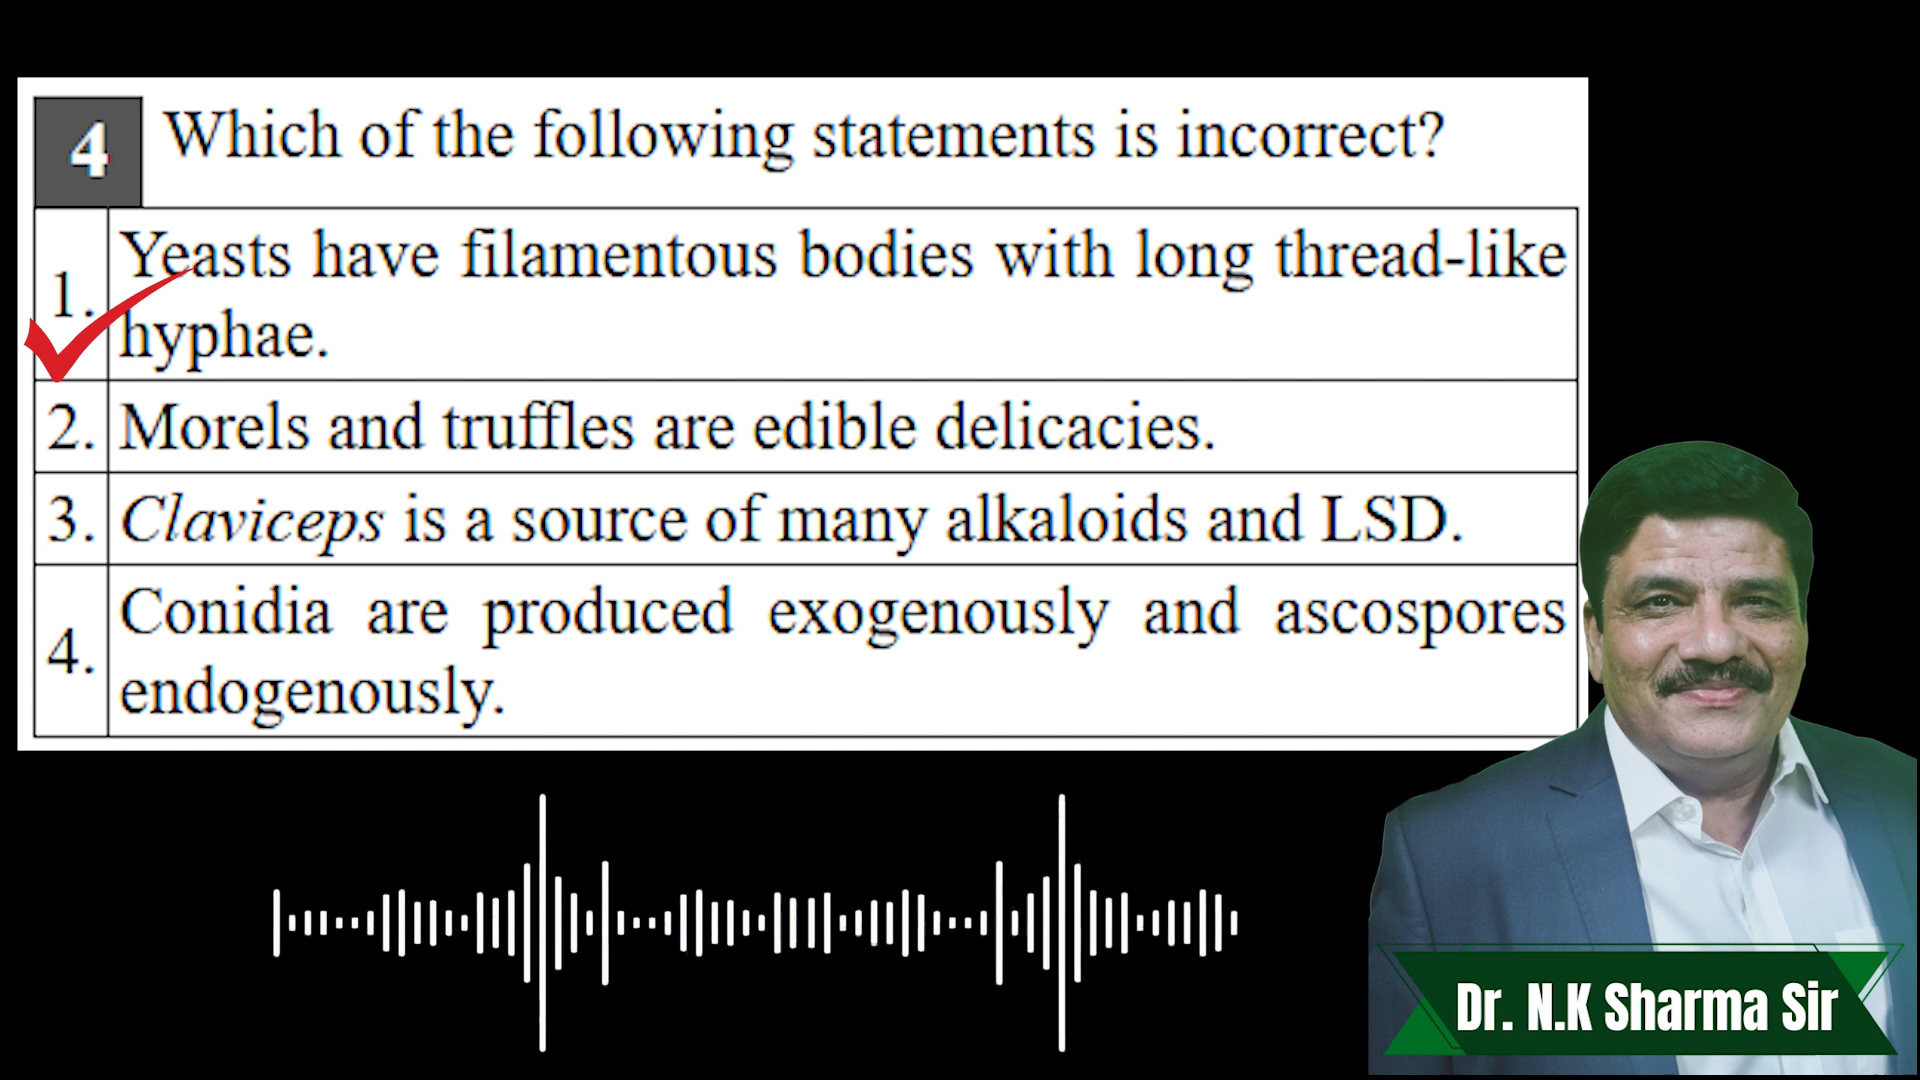 4 Which of the following statements is incorrect?
1. Yeasts have filamentous bodies with long thread-like
hyphae.
2. Morels and truffles are edible delicacies.
3. Claviceps is a source of many alkaloids and LSD.
4. Conidia are produced exogenously and ascospores
endogenously.
Dr. N.K Sharma Sir